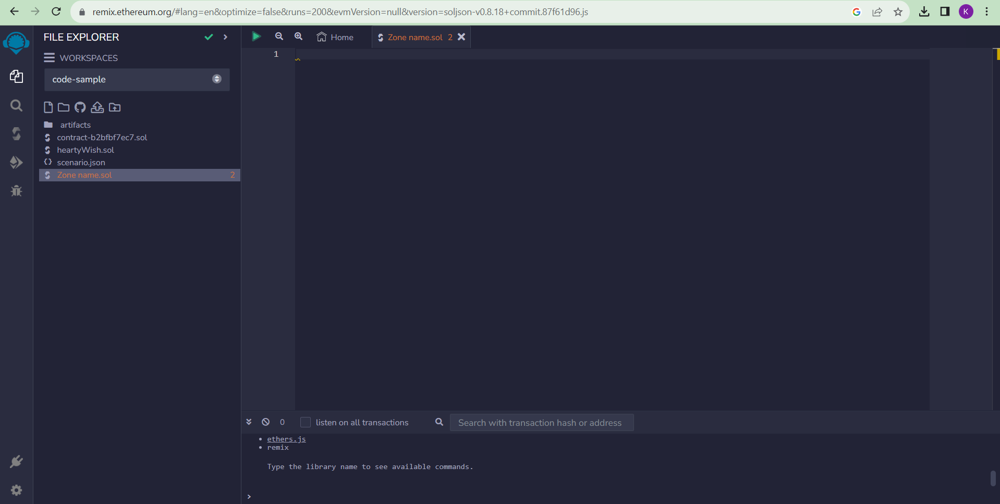 remix.ethereum.org/#lang=en&optimize=false&runs=200&evmVersion=null&version=soljson-v0.8.18+commit.87f61d96.js
K
FILE EXPLORER
WORKSPACES
code-sample
artifacts
contract-b2bfbf7ec7.sol
heartyWish.sol
scenario.json
Zone name.sol 2
Home
Zone name.sol 2
1
0
listen on all transactions
Search with transaction hash or address
ethers.js
remix
Type the library name to see available commands.
>